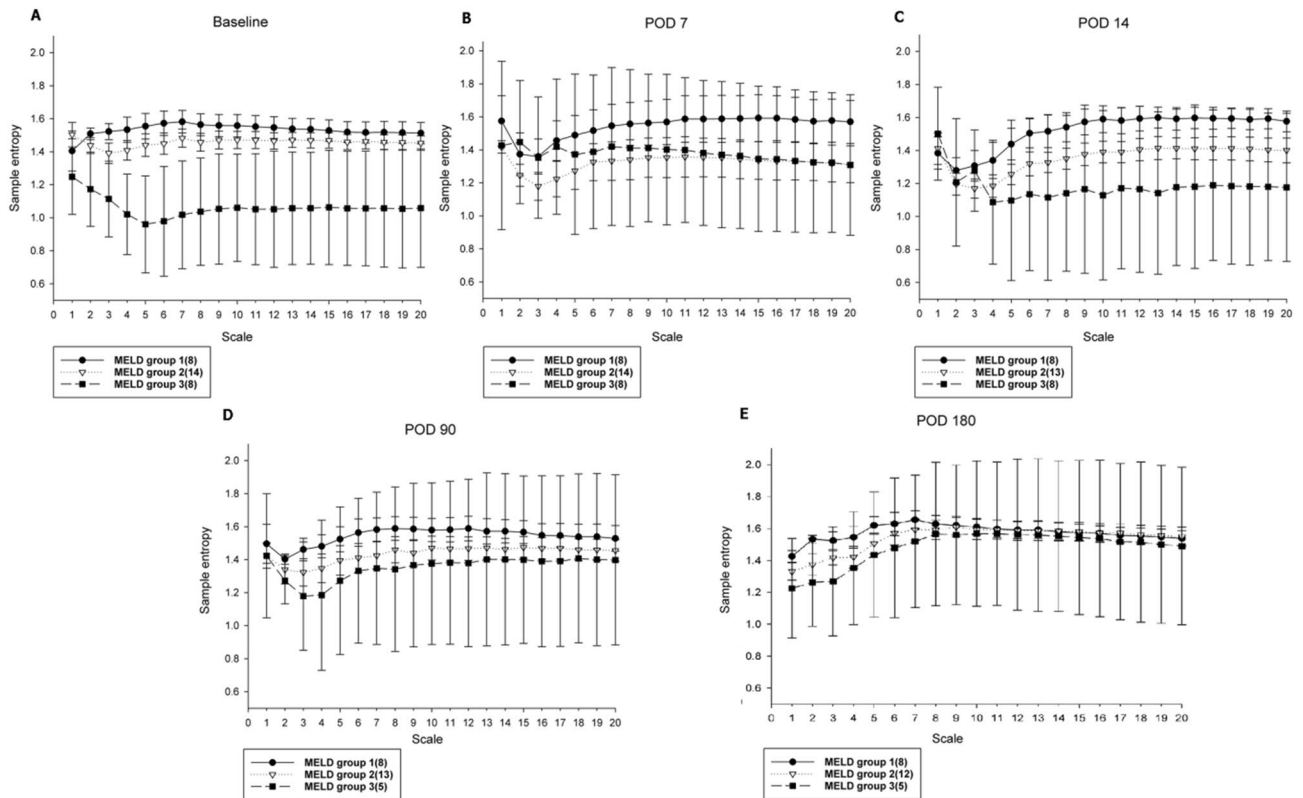 A
Baseline
2.0
1.8
1.6
1.4
1.2
1.0
0.8
0.6
Sample entropy
0 1 2 3 4 5 6 7 8 9 10 11 12 13 14 15 16 17 18 19 20
Scale
MELD group 1(8)
MELD group 2(14)
MELD group 3(8)
B
POD 7
2.0
1.8
1.6
1.4
1.2
1.0
0.8
0.6
Sample entropy
0 1 2 3 4 5 6 7 8 9 10 11 12 13 14 15 16 17 18 19 20
Scale
MELD group 1(8)
MELD group 2(14)
MELD group 3(8)
C
POD 14
2.0
1.8
1.6
1.4
1.2
1.0
0.8
0.6
Sample entropy
0 1 2 3 4 5 6 7 8 9 10 11 12 13 14 15 16 17 18 19 20
Scale
MELD group 1(8)
MELD group 2(13)
MELD group 3(8)
D
POD 90
2.0
1.8
1.6
1.4
1.2
1.0
0.8
0.6
Sample entropy
0 1 2 3 4 5 6 7 8 9 10 11 12 13 14 15 16 17 18 19 20
Scale
MELD group 1(8)
MELD group 2(13)
MELD group 3(5)
E
POD 180
2.0
1.8
1.6
1.4
1.2
1.0
0.8
0.6
Sample entropy
0 1 2 3 4 5 6 7 8 9 10 11 12 13 14 15 16 17 18 19 20
Scale
MELD group 1(8)
MELD group 2(12)
MELD group 3(5)